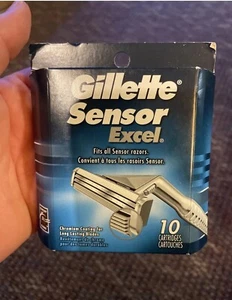 Gillette®
Sensor
Excel®
Fits all Sensor razors.
Convient à tous les rasoirs Sensor.
Chromium Coating for
Long Lasting Blades
10
CARTRIDGES
CARTOUCHES